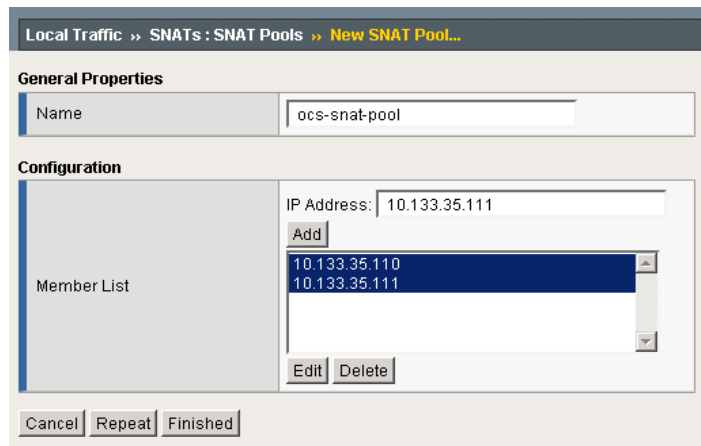 Local Traffic » SNATs : SNAT Pools » New SNAT Pool...
General Properties
Name
ocs-snat-pool
Configuration
Member List
IP Address: 10.133.35.111
Add
10.133.35.110
10.133.35.111
Edit Delete
Cancel Repeat Finished